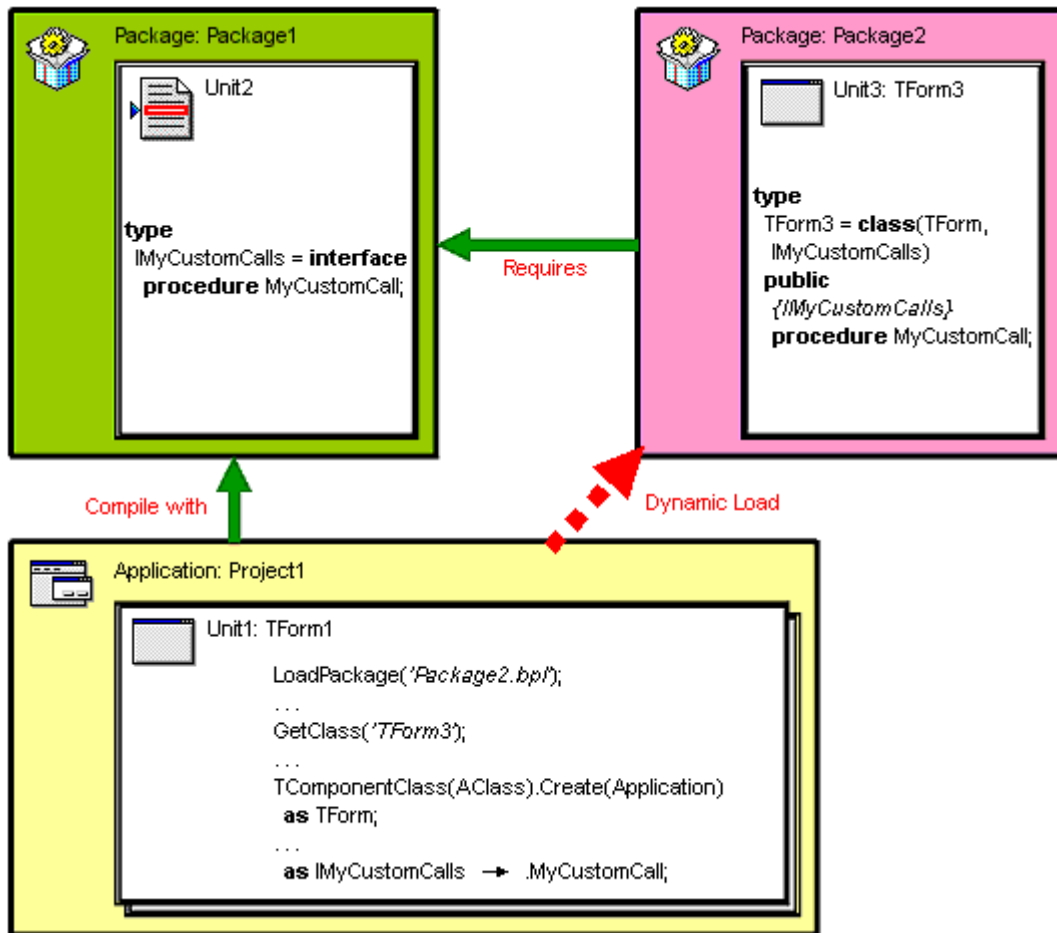 Package: Package1
Unit2
type
IMyCustomCalls = interface
procedure MyCustomCall;
Package: Package2
Unit3: TForm3
type
TForm3 = class(TForm,
IMyCustomCalls)
public
{IMyCustomCalls}
procedure MyCustomCall;
Requires
Compile with
Dynamic Load
Application: Project1
Unit1: TForm1
LoadPackage('Package2.bpl');
...
GetClass('TForm3');
...
TComponentClass(AClass).Create(Application)
as TForm;
...
as IMyCustomCalls → .MyCustomCall;